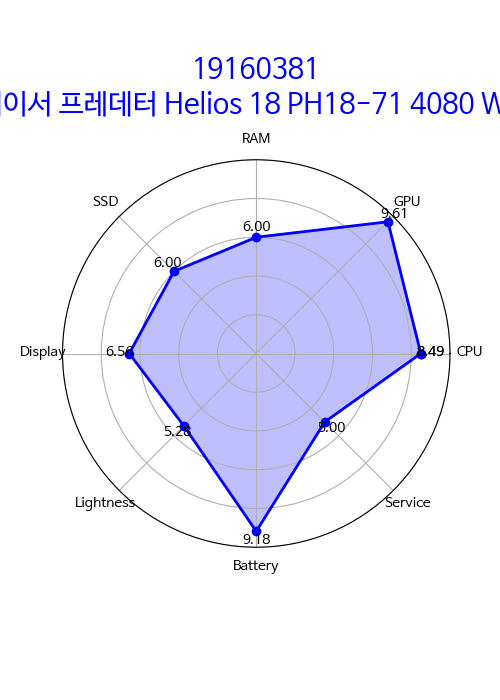 19160381
이서 프레데터 Helios 18 PH18-71 4080 W
RAM
GPU
9.61
SSD
6.00
6.00
Display
6.56
8.49
CPU
5.28
5.00
Lightness
Service
9.18
Battery